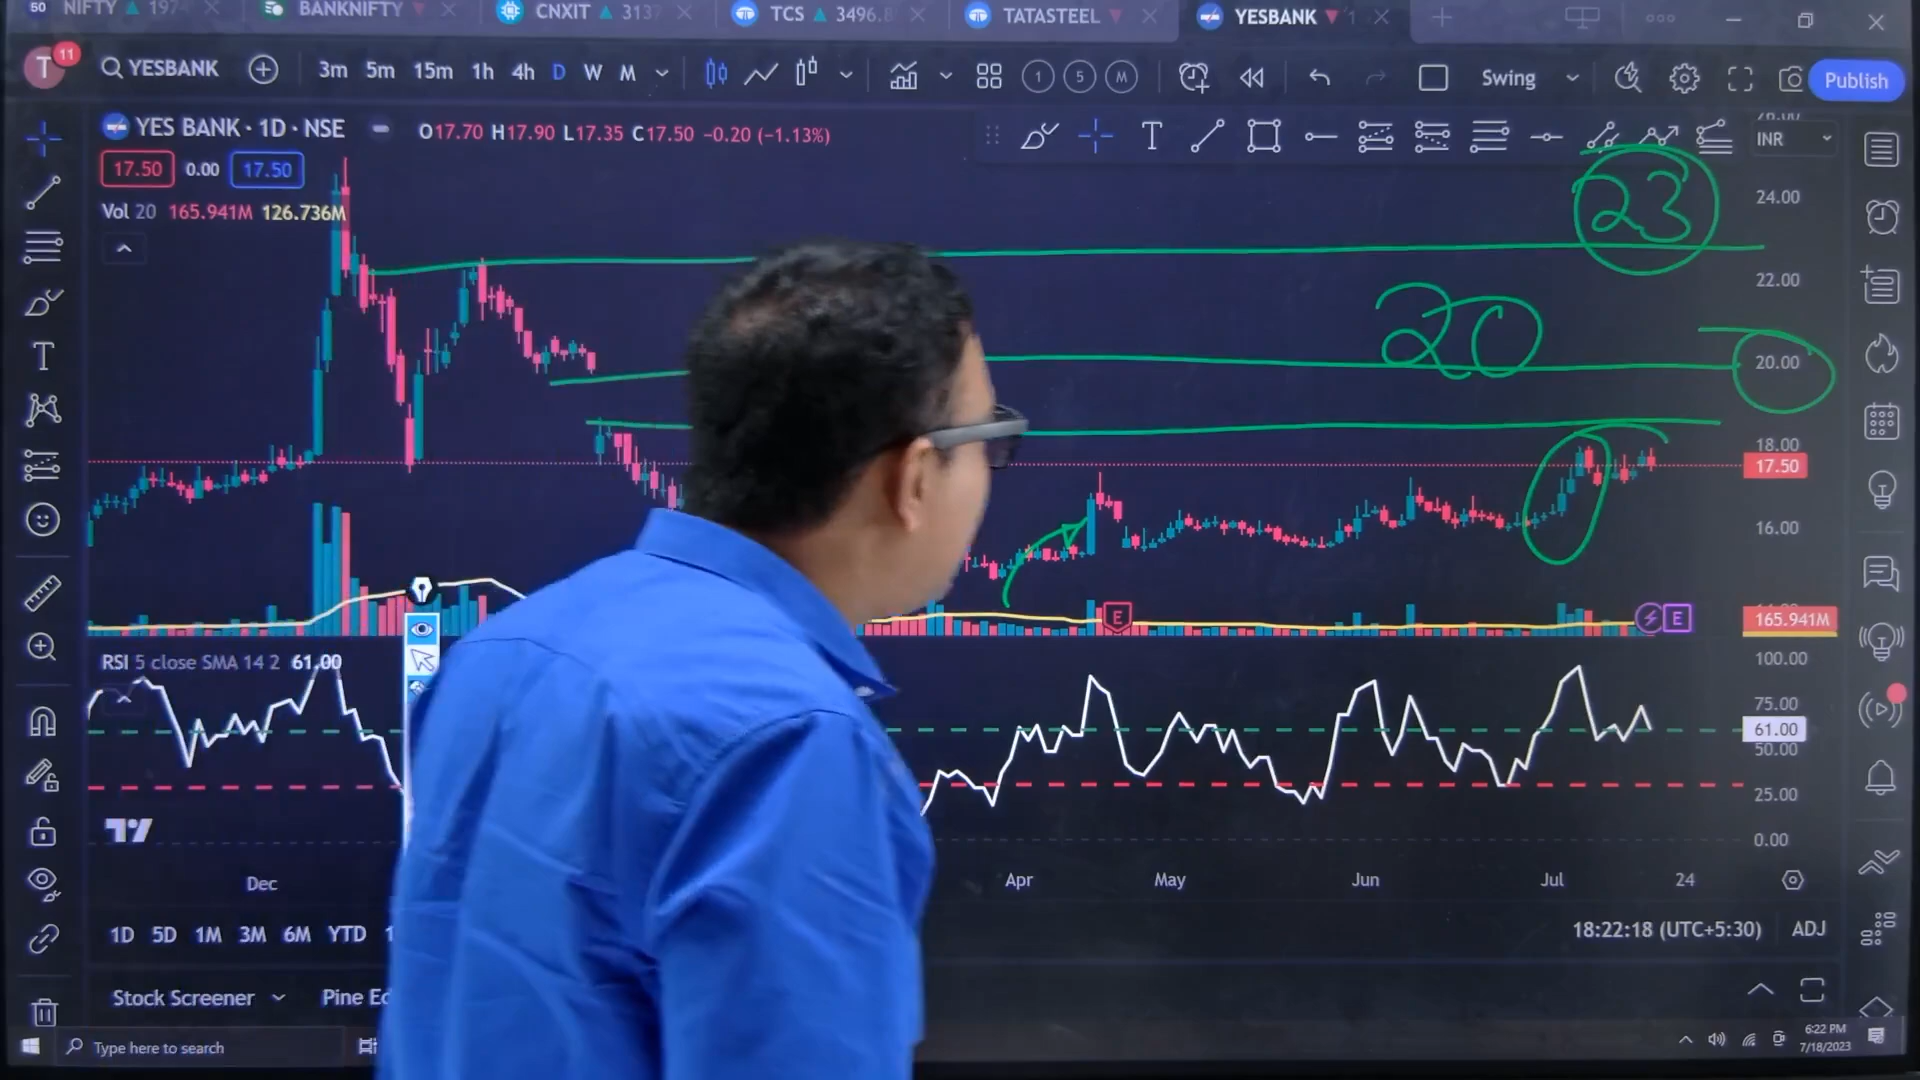 NIFTY ▲ 1974 BANKNIFTY ▼ CNXIT ▲ 3137 TCS ▲ 3496.8 TATASTEEL ▼ YESBANK ▼ 1
T 11 YESBANK 3m 5m 15m 1h 4h D W M 1 5 M Swing Publish
YES BANK · 1D · NSE O17.70 H17.90 L17.35 C17.50 −0.20 (−1.13%)
INR
17.50 0.00 17.50
Vol 20 165.941M 126.736M
23
24.00
22.00
20
20.00
18.00
17.50
16.00
E E
165.941M
RSI 5 close SMA 14 2 61.00
100.00
75.00
61.00
50.00
25.00
0.00
Dec Apr May Jun Jul 24
1D 5D 1M 3M 6M YTD 18:22:18 (UTC+5:30) ADJ
Stock Screener Pine Ed
Type here to search
6:22 PM
7/18/2023